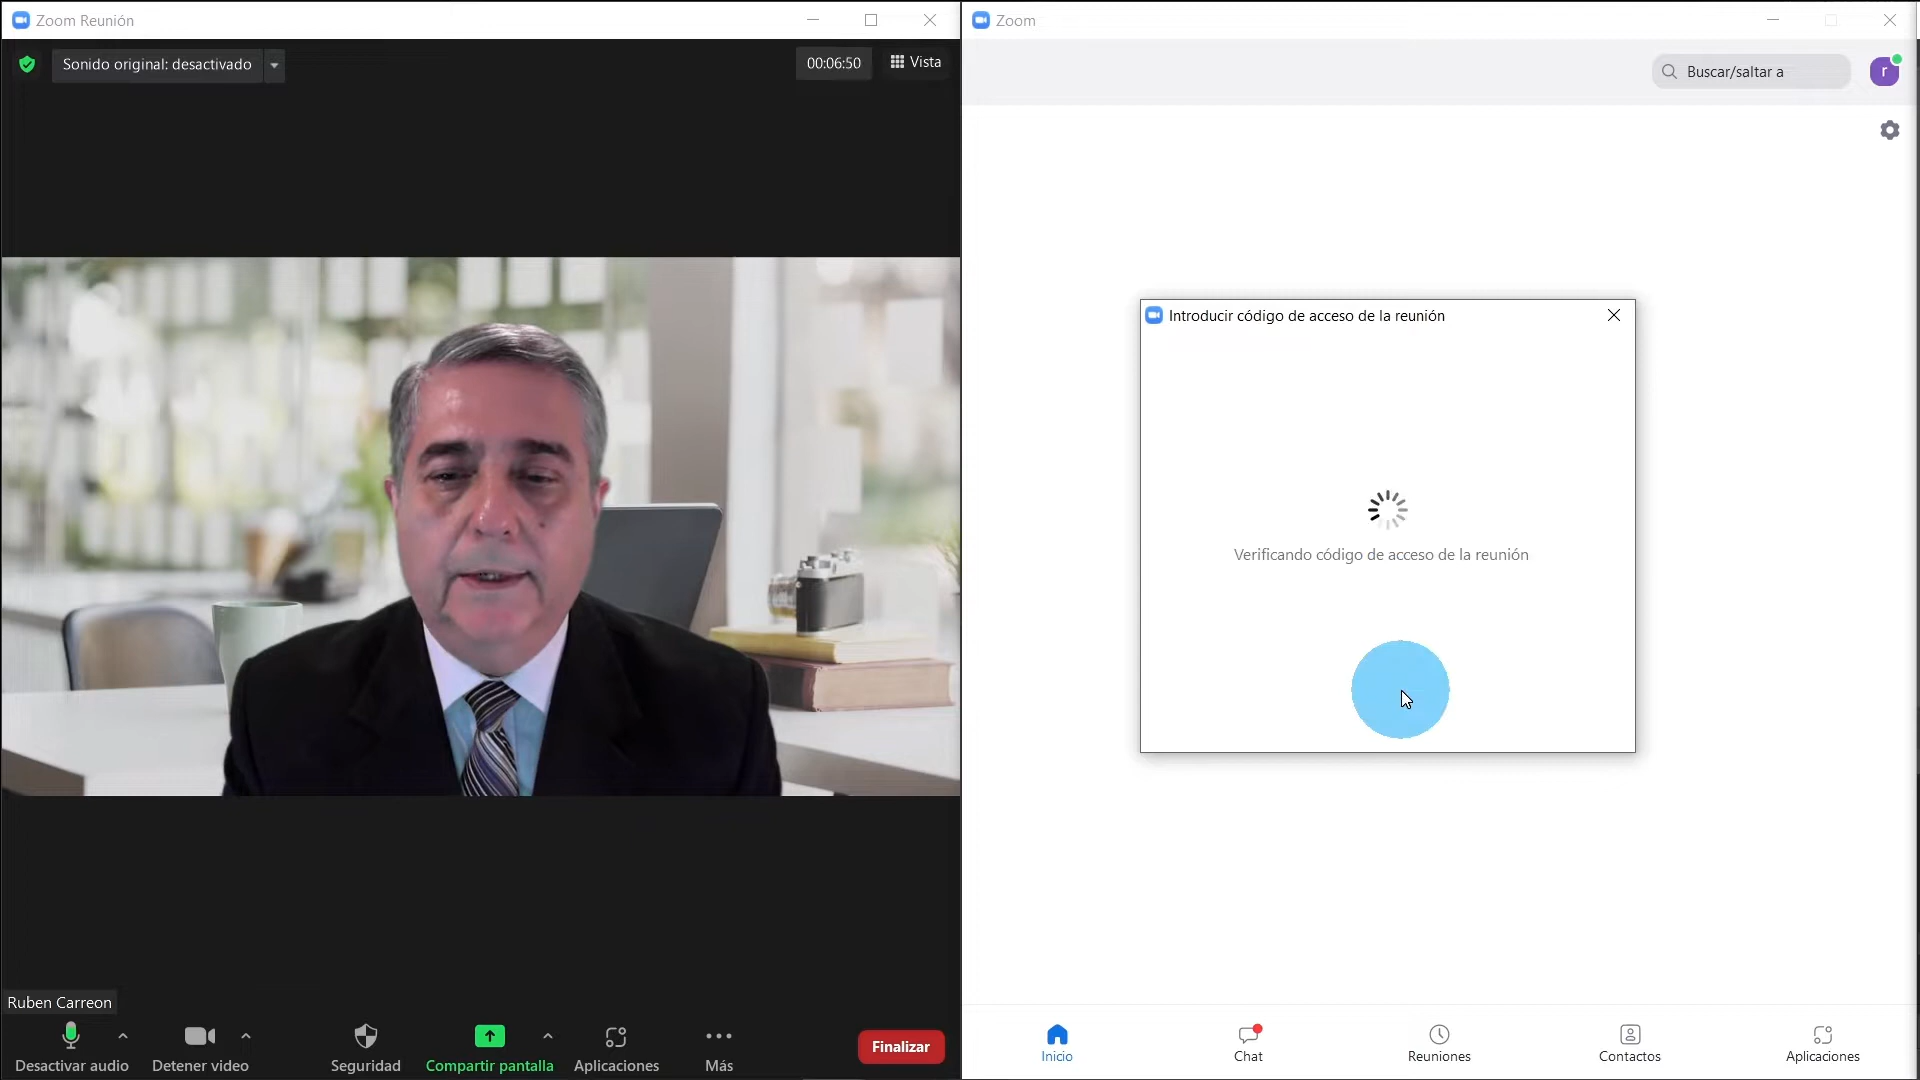 Zoom Reunión
Sonido original: desactivado
00:06:50
Vista
Ruben Carreon
Desactivar audio
Detener video
Seguridad
Compartir pantalla
Aplicaciones
Más
Finalizar
Zoom
Buscar/saltar a
r
Introducir código de acceso de la reunión
Verificando código de acceso de la reunión
Inicio
Chat
Reuniones
Contactos
Aplicaciones